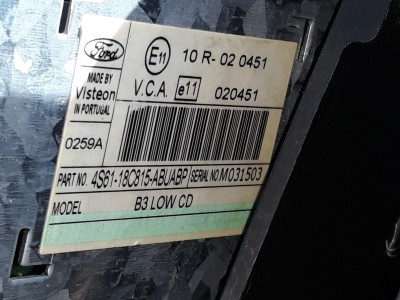 Ford
E11 10 R- 02 0451
MADE BY
Visteon
IN PORTUGAL
V.C.A. e11 020451
0259A
PART NO. 4S61-18C815-ABUABP SERIAL NO. M031503
MODEL B3 LOW CD